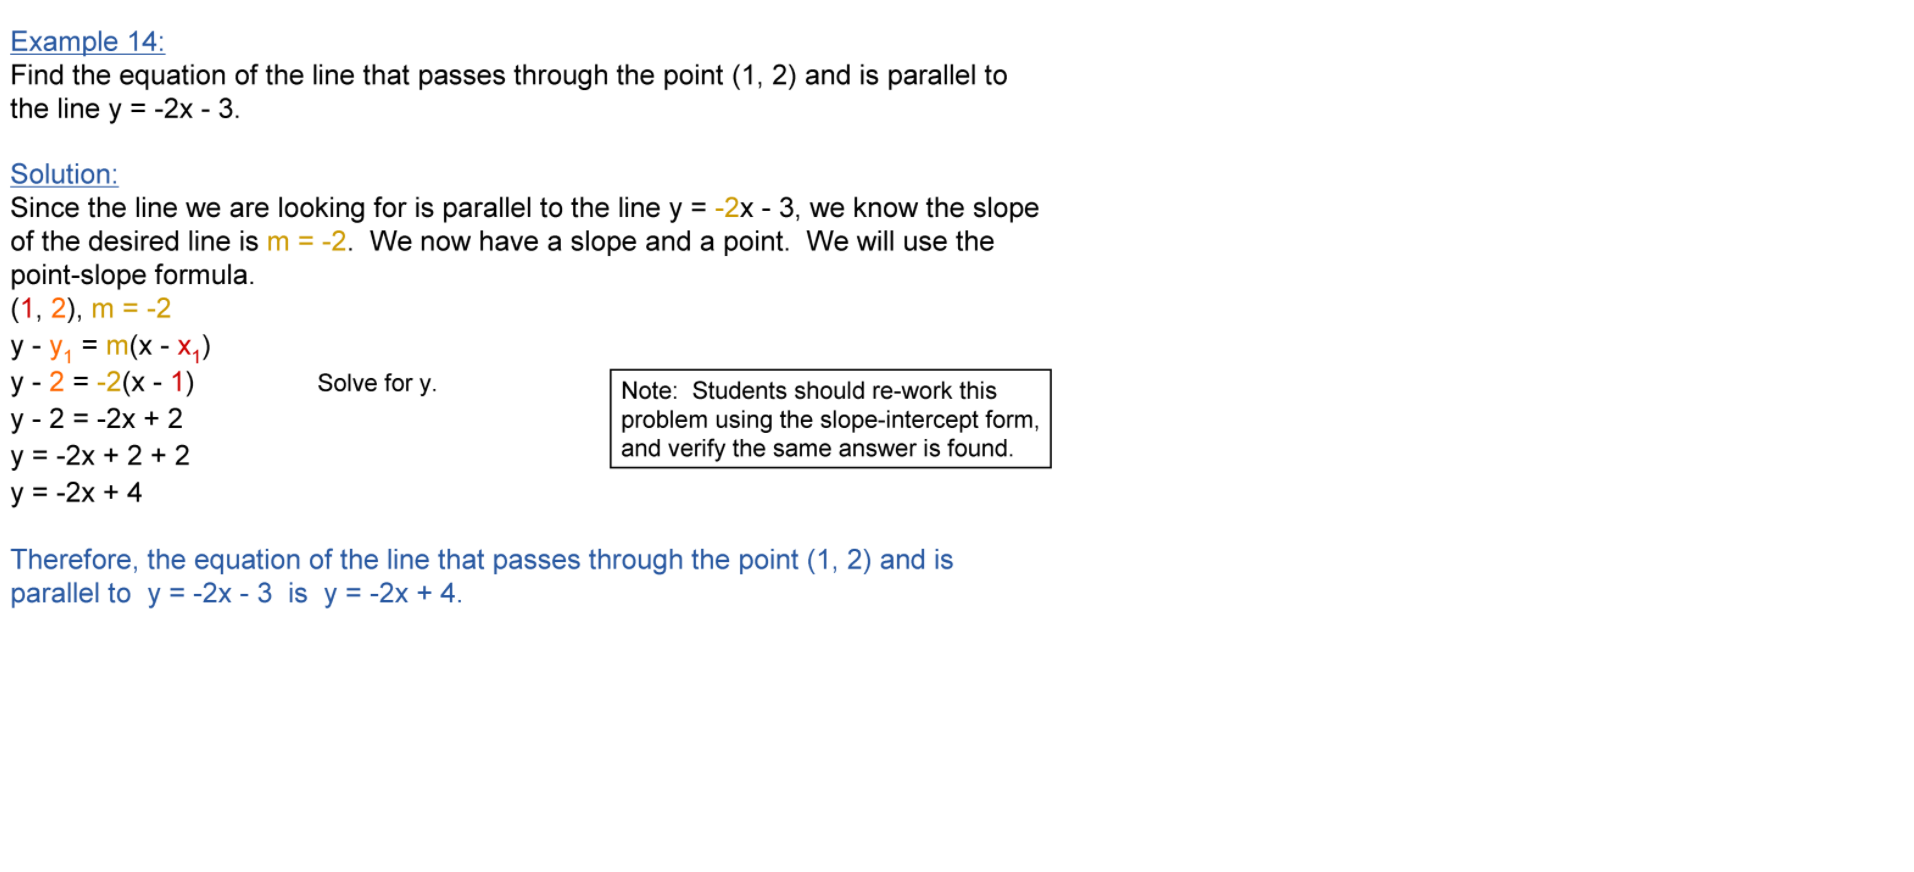 Example 14:
Find the equation of the line that passes through the point (1, 2) and is parallel to
the line y = -2x - 3.
Solution:
Since the line we are looking for is parallel to the line y = -2x - 3, we know the slope
of the desired line is m = -2.  We now have a slope and a point.  We will use the
point-slope formula.
(1, 2), m = -2
y - y₁ = m(x - x₁)
y - 2 = -2(x - 1)
Solve for y.
y - 2 = -2x + 2
y = -2x + 2 + 2
y = -2x + 4
Note:  Students should re-work this
problem using the slope-intercept form,
and verify the same answer is found.
Therefore, the equation of the line that passes through the point (1, 2) and is
parallel to  y = -2x - 3  is  y = -2x + 4.